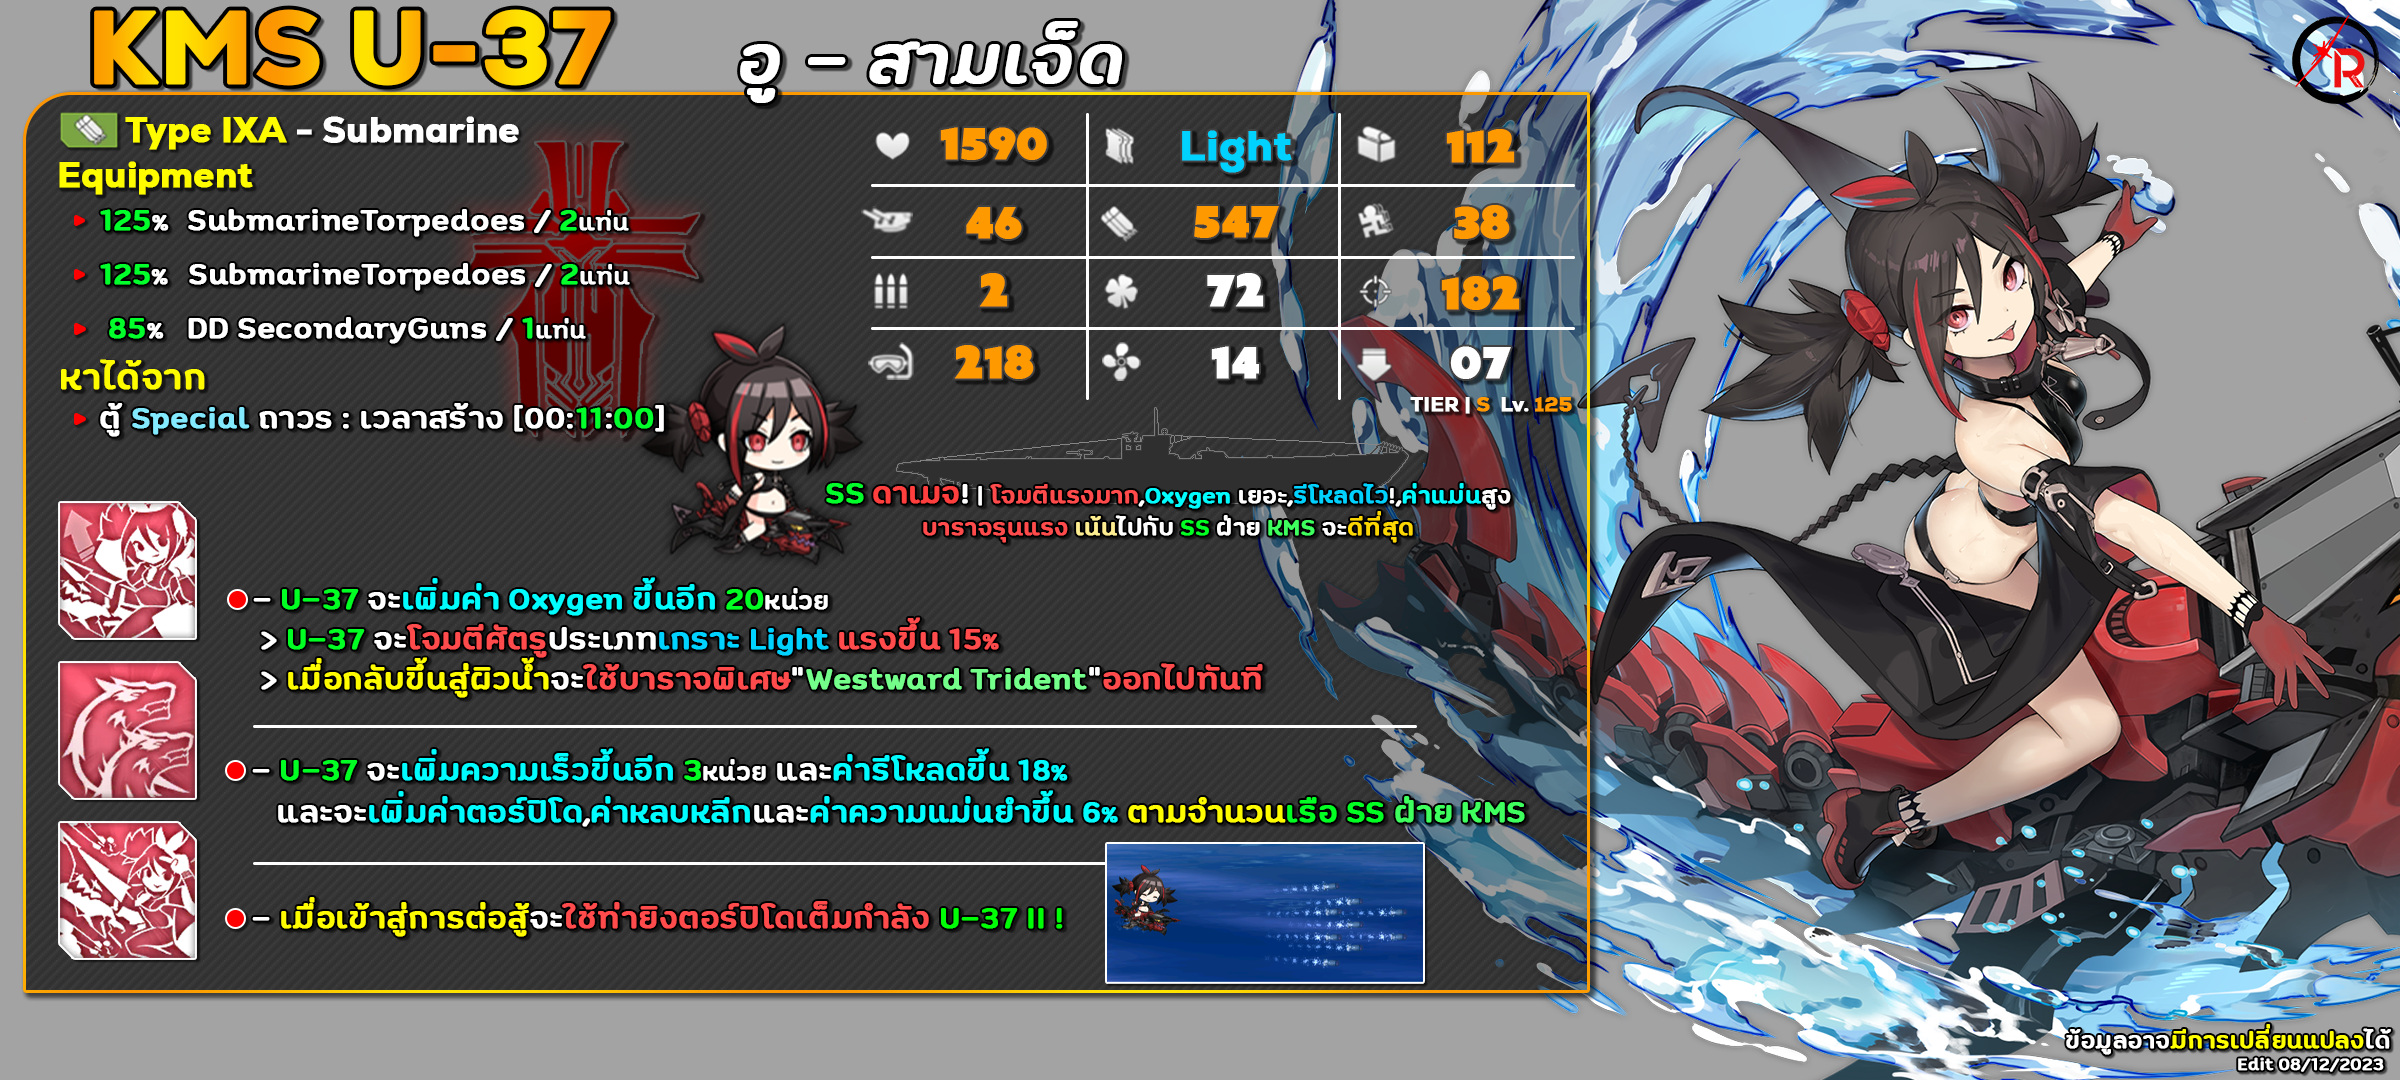 KMS U-37
อู - สามเจ็ด
Type IXA - Submarine
Equipment
125% SubmarineTorpedoes / 2แท่น
125% SubmarineTorpedoes / 2แท่น
85% DD SecondaryGuns / 1แท่น
หาได้จาก
ตู้ Special ถาวร : เวลาสร้าง [00:11:00]
1590 Light 112
46 547 38
2 72 182
218 14 07
TIER | S Lv. 125
SS ดาเมจ! | โจมตีแรงมาก,Oxygen เยอะ,รีโหลดไว!,ค่าแม่นสูง
บาราจรุนแรง เน้นไปกับ SS ฝ่าย KMS จะดีที่สุด
- U-37 จะเพิ่มค่า Oxygen ขึ้นอีก 20หน่วย
> U-37 จะโจมตีศัตรูประเภทเกราะ Light แรงขึ้น 15%
> เมื่อกลับขึ้นสู่ผิวน้ำจะใช้บาราจพิเศษ"Westward Trident"ออกไปทันที
- U-37 จะเพิ่มความเร็วขึ้นอีก 3หน่วย และค่ารีโหลดขึ้น 18%
และจะเพิ่มค่าตอร์ปิโด,ค่าหลบหลีกและค่าความแม่นยำขึ้น 6% ตามจำนวนเรือ SS ฝ่าย KMS
- เมื่อเข้าสู่การต่อสู้จะใช้ท่ายิงตอร์ปิโดเต็มกำลัง U-37 II !
R
ข้อมูลอาจมีการเปลี่ยนแปลงได้
Edit 08/12/2023